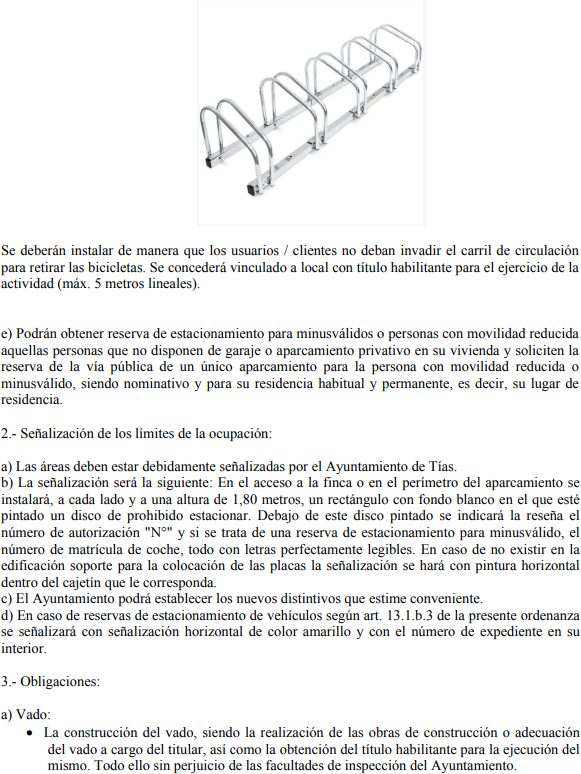 Se deberán instalar de manera que los usuarios / clientes no deban invadir el carril de circulación
para retirar las bicicletas. Se concederá vinculado a local con título habilitante para el ejercicio de la
actividad (máx. 5 metros lineales).
e) Podrán obtener reserva de estacionamiento para minusválidos o personas con movilidad reducida
aquellas personas que no disponen de garaje o aparcamiento privativo en su vivienda y soliciten la
reserva de la vía pública de un único aparcamiento para la persona con movilidad reducida o
minusválido, siendo nominativo y para su residencia habitual y permanente, es decir, su lugar de
residencia.
2.- Señalización de los límites de la ocupación:
a) Las áreas deben estar debidamente señalizadas por el Ayuntamiento de Tías.
b) La señalización será la siguiente: En el acceso a la finca o en el perímetro del aparcamiento se
instalará, a cada lado y a una altura de 1,80 metros, un rectángulo con fondo blanco en el que esté
pintado un disco de prohibido estacionar. Debajo de este disco pintado se indicará la reseña el
número de autorización "Nº" y si se trata de una reserva de estacionamiento para minusválido, el
número de matrícula de coche, todo con letras perfectamente legibles. En caso de no existir en la
edificación soporte para la colocación de las placas la señalización se hará con pintura horizontal
dentro del cajetín que le corresponda.
c) El Ayuntamiento podrá establecer los nuevos distintivos que estime conveniente.
d) En caso de reservas de estacionamiento de vehículos según art. 13.1.b.3 de la presente ordenanza
se señalizará con señalización horizontal de color amarillo y con el número de expediente en su
interior.
3.- Obligaciones:
a) Vado:
• La construcción del vado, siendo la realización de las obras de construcción o adecuación
del vado a cargo del titular, así como la obtención del título habilitante para la ejecución del
mismo. Todo ello sin perjuicio de las facultades de inspección del Ayuntamiento.